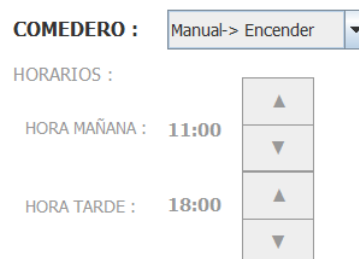 COMEDERO : Manual-> Encender
HORARIOS :
HORA MAÑANA : 11:00
HORA TARDE : 18:00